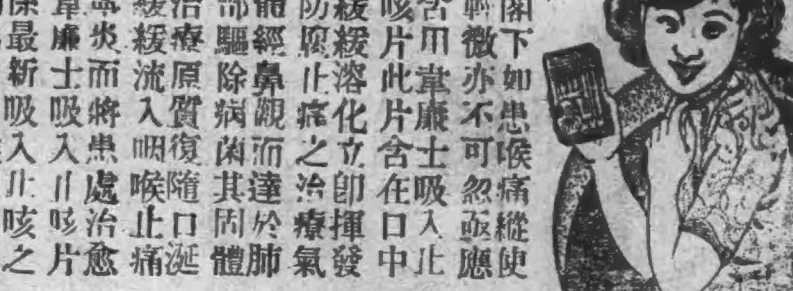 閣下如患喉痛縱使
輕微亦不可忽亟應
含用韋廉士吸入止
咳片此片含在口中
緩緩溶化立卽揮發
防腐止痛之治療氣
體經鼻觀而達於肺
部驅除病菌其固體
治療原質復隨口涎
緩緩流入咽喉止痛
炎而將患處治愈
韋廉士吸入止咳片
最新吸入止咳之